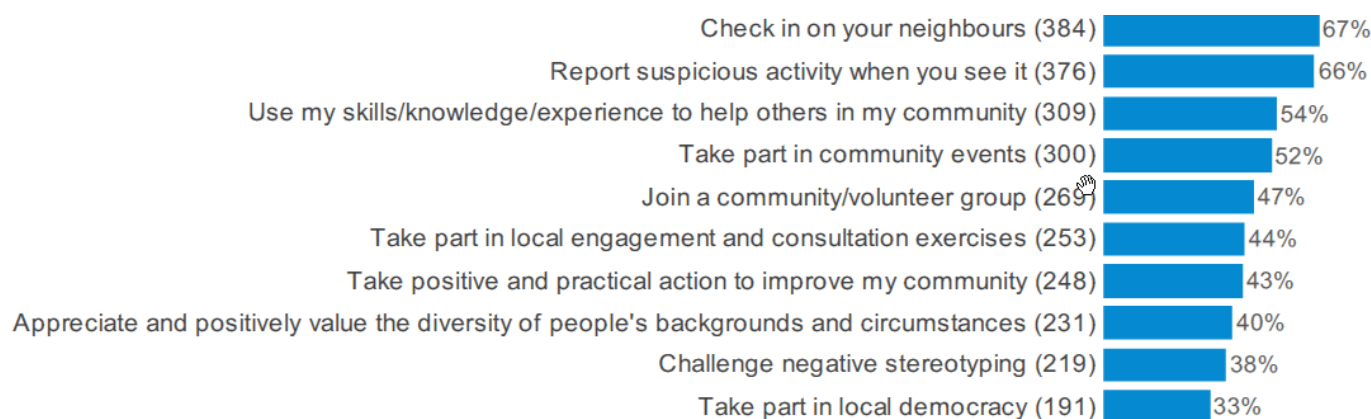 Check in on your neighbours (384) 67%
Report suspicious activity when you see it (376) 66%
Use my skills/knowledge/experience to help others in my community (309) 54%
Take part in community events (300) 52%
Join a community/volunteer group (269) 47%
Take part in local engagement and consultation exercises (253) 44%
Take positive and practical action to improve my community (248) 43%
Appreciate and positively value the diversity of people's backgrounds and circumstances (231) 40%
Challenge negative stereotyping (219) 38%
Take part in local democracy (191) 33%